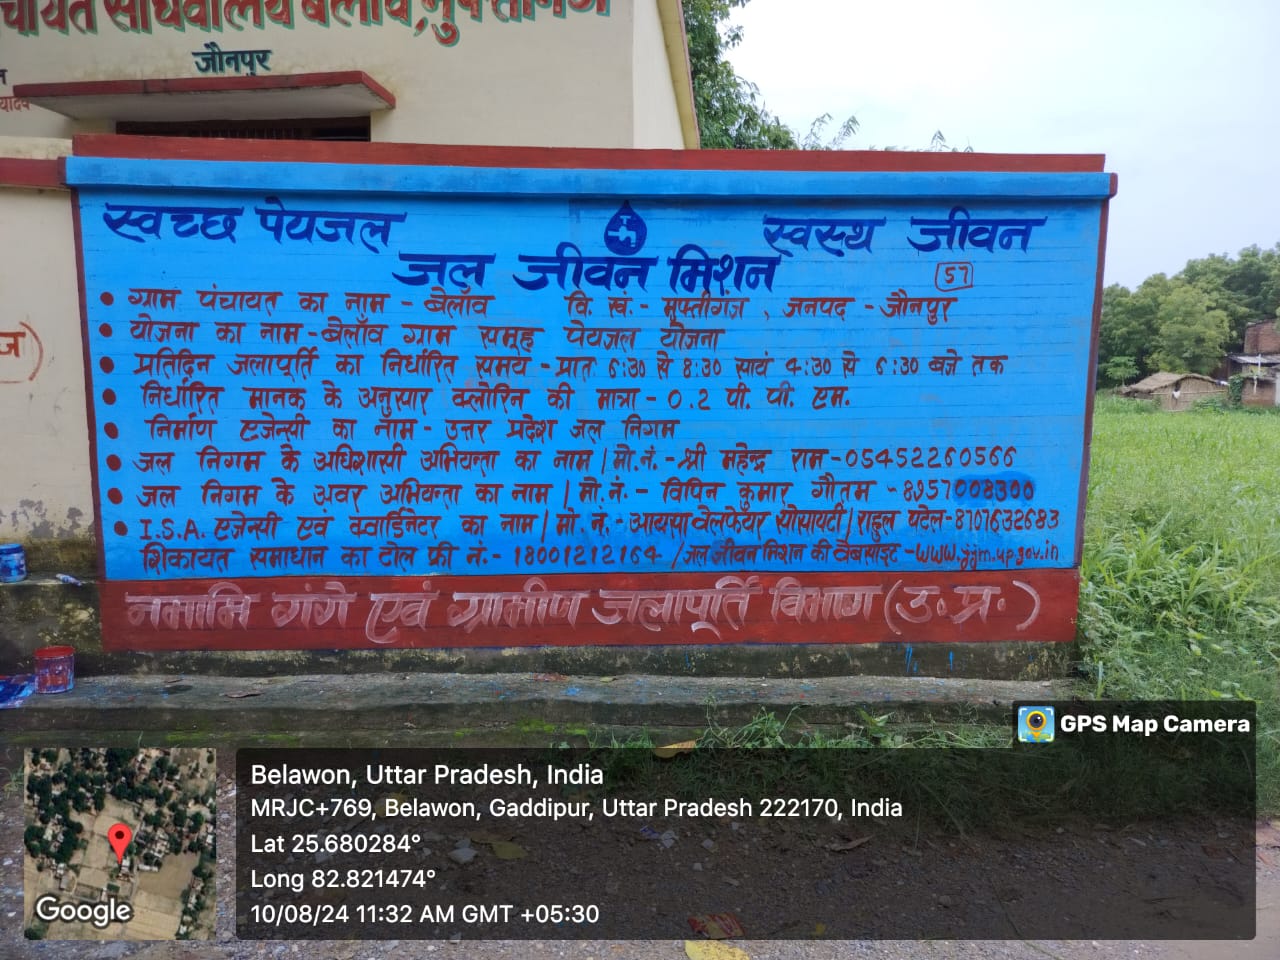 सचिवालय बेलांव, मुफ्तीगंज
जौनपुर
स्वच्छ पेयजल स्वस्थ जीवन
जल जीवन मिशन
57
• ग्राम पंचायत का नाम - बेलॉव वि. खं.- मुफ्तीगंज , जनपद - जौनपुर
• योजना का नाम - बेलॉव ग्राम समूह पेयजल योजना
• प्रतिदिन जलापूर्ति का निर्धारित समय - प्रात 6:30 से 8:30 सायं 4:30 से 6:30 बजे तक
• निर्धारित मानक के अनुसार क्लोरिन की मात्रा - 0.2 पी. पी. एम.
• निर्माण एजेन्सी का नाम - उत्तर प्रदेश जल निगम
• जल निगम के अधिशासी अभियन्ता का नाम / मो.नं. - श्री महेन्द्र राम - 05452260566
• जल निगम के अवर अभियन्ता का नाम / मो. नं. - विपिन कुमार गौतम - 8957008300
• I.S.A. एजेन्सी एवं क्वार्डिनेटर का नाम / मो. नं. - आयसा वेलफेयर सोसायटी / राहुल पटेल - 8707632683
शिकायत समाधान का टोल फ्री नं. - 18001212164 / जल जीवन मिशन की वैबसाइट - www.jjm.up.gov.in
नमामि गंगे एवं ग्रामीण जलापूर्ति विभाग (उ. प्र.)
GPS Map Camera
Belawon, Uttar Pradesh, India
MRJC+769, Belawon, Gaddipur, Uttar Pradesh 222170, India
Lat 25.680284°
Long 82.821474°
10/08/24 11:32 AM GMT +05:30
Google